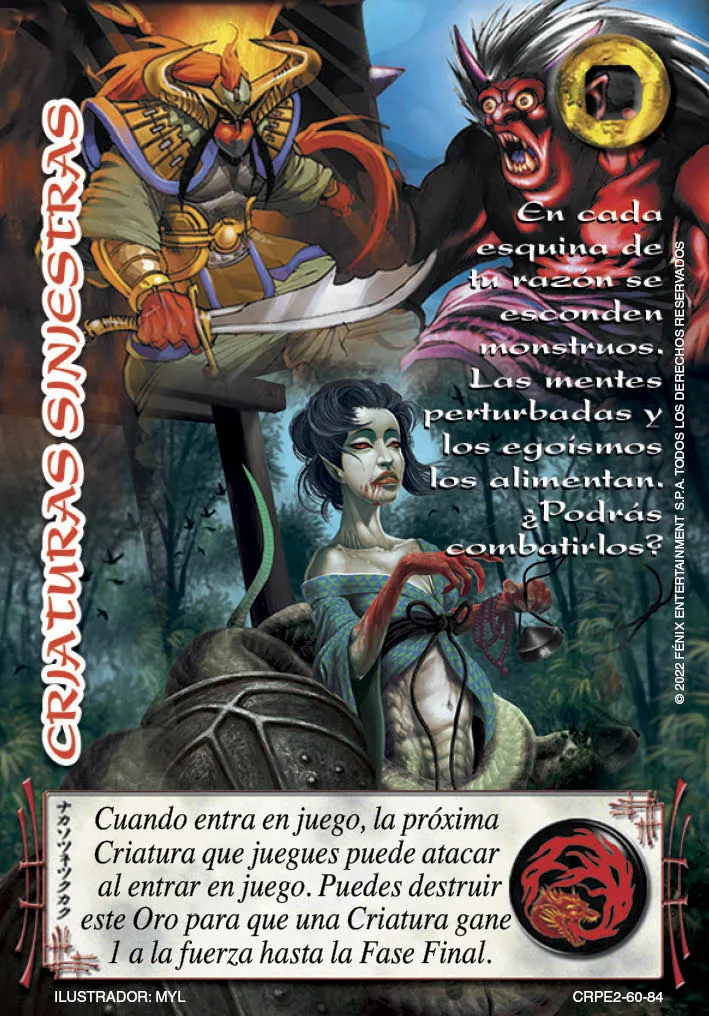 CRIATURAS SINIESTRAS
En cada
esquina de
tu razón se
esconden
monstruos.
Las mentes
perturbadas y
los egoísmos
los alimentan.
¿Podrás
combatirlos?
© 2022 FÉNIX ENTERTAINMENT S.P.A. TODOS LOS DERECHOS RESERVADOS
ナカソツネツクカク
Cuando entra en juego, la próxima
Criatura que juegues puede atacar
al entrar en juego. Puedes destruir
este Oro para que una Criatura gane
1 a la fuerza hasta la Fase Final.
ILUSTRADOR: MYL
CRPE2-60-84